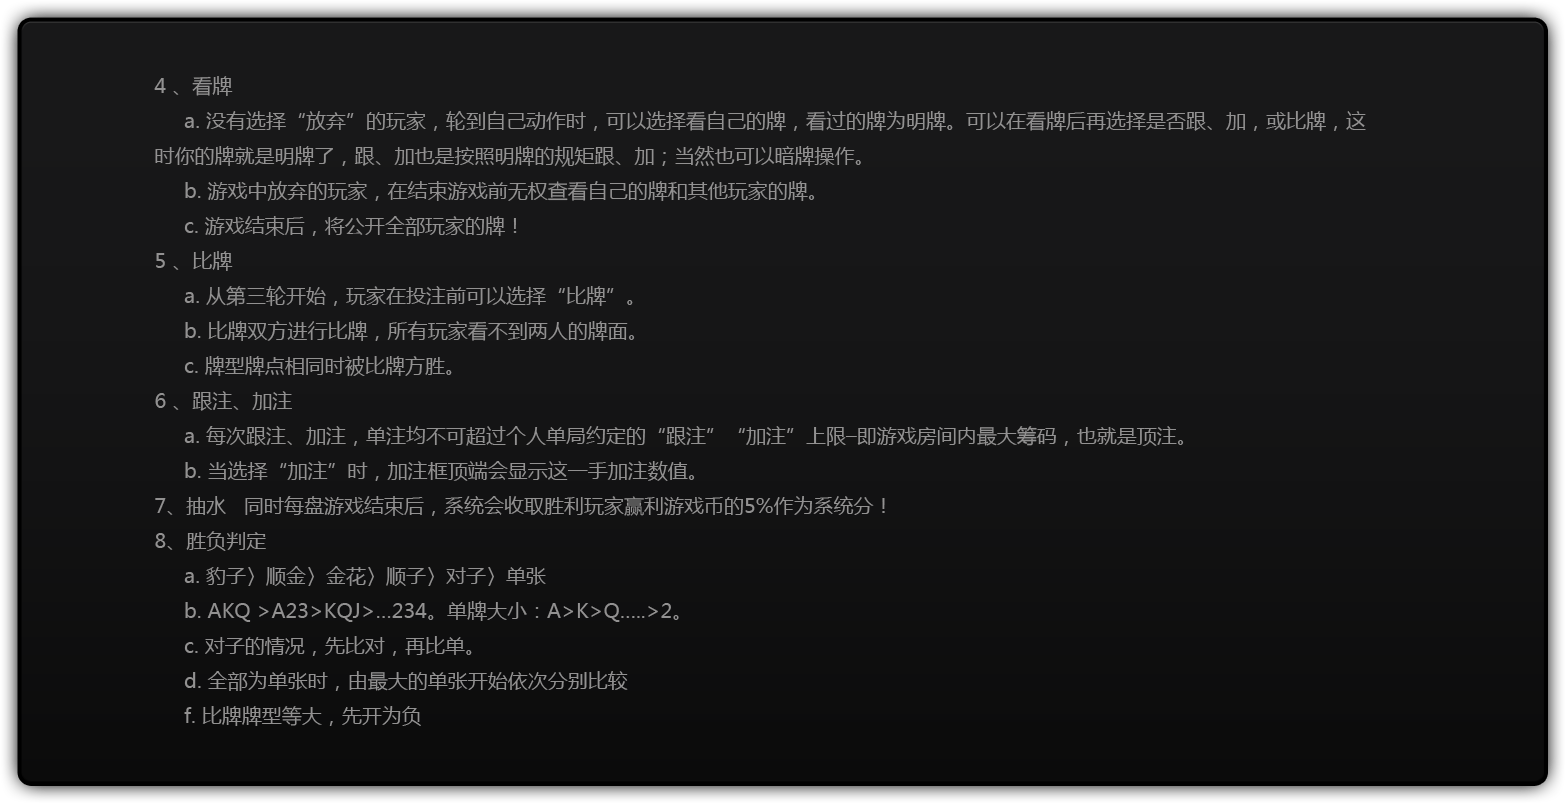 4 、看牌
a. 没有选择“放弃”的玩家，轮到自己动作时，可以选择看自己的牌，看过的牌为明牌。可以在看牌后再选择是否跟、加，或比牌，这
时你的牌就是明牌了，跟、加也是按照明牌的规矩跟、加；当然也可以暗牌操作。
b. 游戏中放弃的玩家，在结束游戏前无权查看自己的牌和其他玩家的牌。
c. 游戏结束后，将公开全部玩家的牌！
5 、比牌
a. 从第三轮开始，玩家在投注前可以选择“比牌”。
b. 比牌双方进行比牌，所有玩家看不到两人的牌面。
c. 牌型牌点相同时被比牌方胜。
6 、跟注、加注
a. 每次跟注、加注，单注均不可超过个人单局约定的“跟注”“加注”上限–即游戏房间内最大筹码，也就是顶注。
b. 当选择“加注”时，加注框顶端会显示这一手加注数值。
7、抽水 同时每盘游戏结束后，系统会收取胜利玩家赢利游戏币的5%作为系统分！
8、胜负判定
a. 豹子〉顺金〉金花〉顺子〉对子〉单张
b. AKQ >A23>KQJ>...234。单牌大小：A>K>Q.....>2。
c. 对子的情况，先比对，再比单。
d. 全部为单张时，由最大的单张开始依次分别比较
f. 比牌牌型等大，先开为负